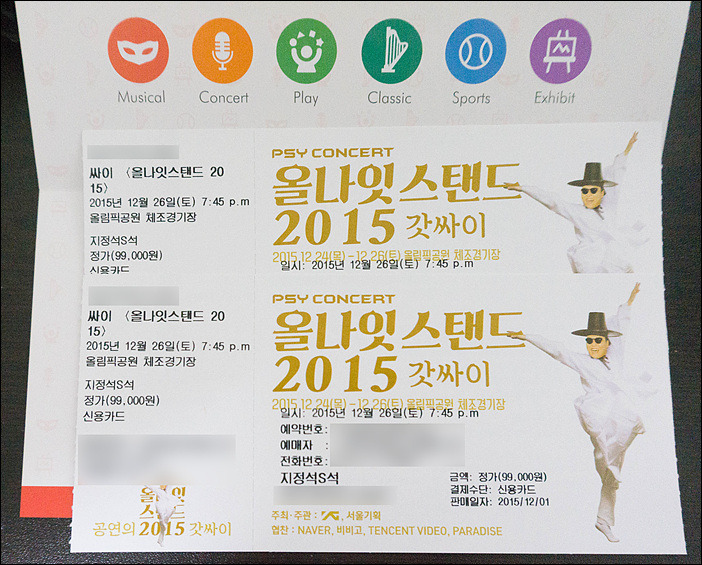 Musical Concert Play Classic Sports Exhibit
싸이 〈올나잇스탠드 20
15〉
2015년 12월 26일(토) 7:45 p.m
올림픽공원 체조경기장
지정석S석
정가(99,000원)
신용카드
PSY CONCERT
올나잇스탠드
2015 갓싸이
2015.12.24(목)-12.26(토) 올림픽공원 체조경기장
일시: 2015년 12월 26일(토) 7:45 p.m
싸이 〈올나잇스탠드 20
15〉
2015년 12월 26일(토) 7:45 p.m
올림픽공원 체조경기장
지정석S석
정가(99,000원)
신용카드
올나잇
스탠드
공연의 2015 갓싸이
PSY CONCERT
올나잇스탠드
2015 갓싸이
2015.12.24(목)-12.26(토) 올림픽공원 체조경기장
일시: 2015년 12월 26일(토) 7:45 p.m
예약번호:
예매자 :
전화번호:
지정석S석
금액: 정가(99,000원)
결제수단: 신용카드
판매일자: 2015/12/01
주최·주관 : YG, 서울기획
협찬 : NAVER, 비비고, TENCENT VIDEO, PARADISE